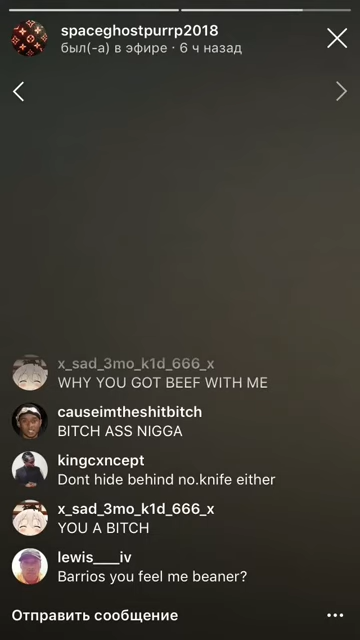 spaceghostpurrp2018
был(-а) в эфире · 6 ч назад
x_sad_3mo_k1d_666_x
WHY YOU GOT BEEF WITH ME
causeimtheshitbitch
BITCH ASS NIGGA
kingcxncept
Dont hide behind no.knife either
x_sad_3mo_k1d_666_x
YOU A BITCH
lewis____iv
Barrios you feel me beaner?
Отправить сообщение